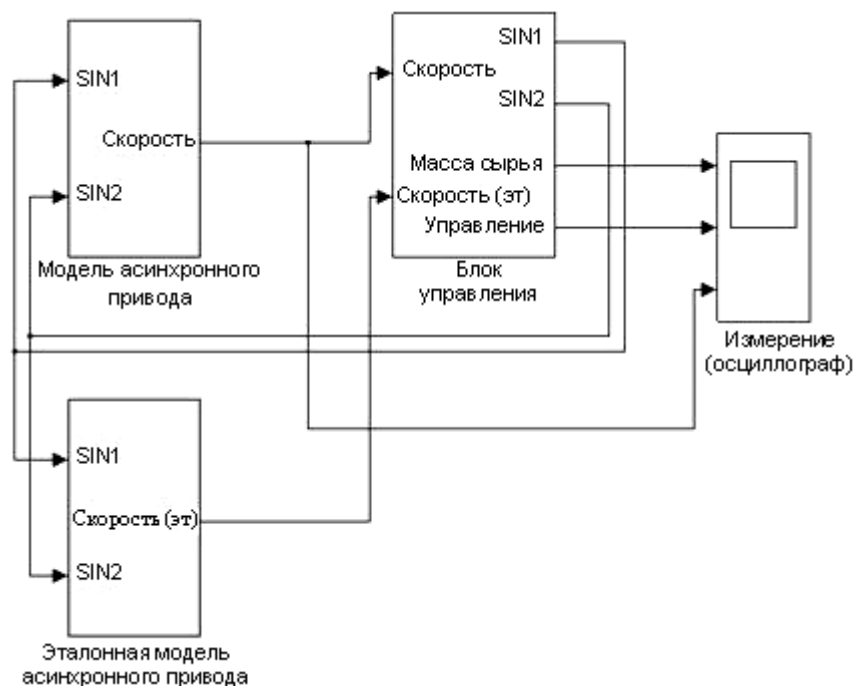 SIN1
Скорость
SIN2
Модель асинхронного
привода
SIN1
Скорость
SIN2
Масса сырья
Скорость (эт)
Управление
Блок
управления
Измерение
(осциллограф)
SIN1
Скорость (эт)
SIN2
Эталонная модель
асинхронного привода